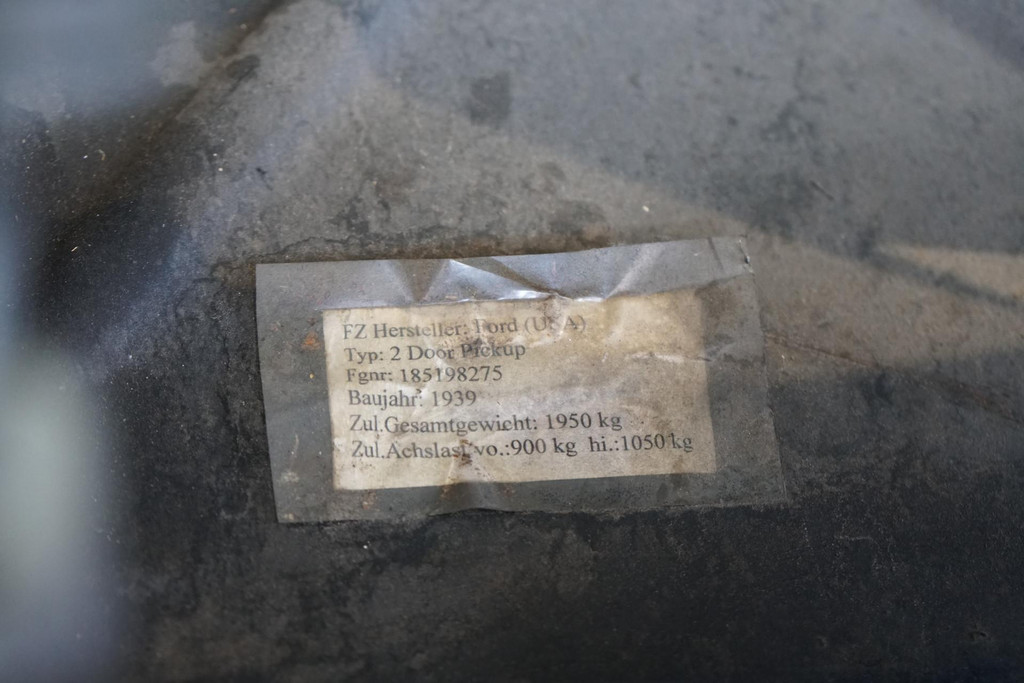 FZ Hersteller: Ford (USA)
Typ: 2 Door Pickup
Fgnr: 185198275
Baujahr: 1939
Zul.Gesamtgewicht: 1950 kg
Zul.Achslast vo.:900 kg hi.:1050 kg